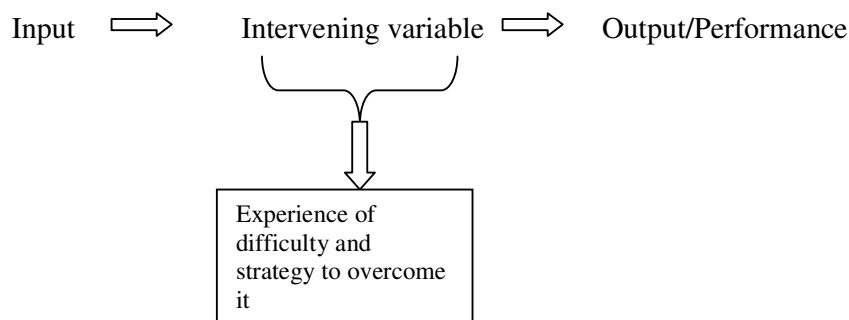 Input Intervening variable Output/Performance
Experience of
difficulty and
strategy to overcome
it